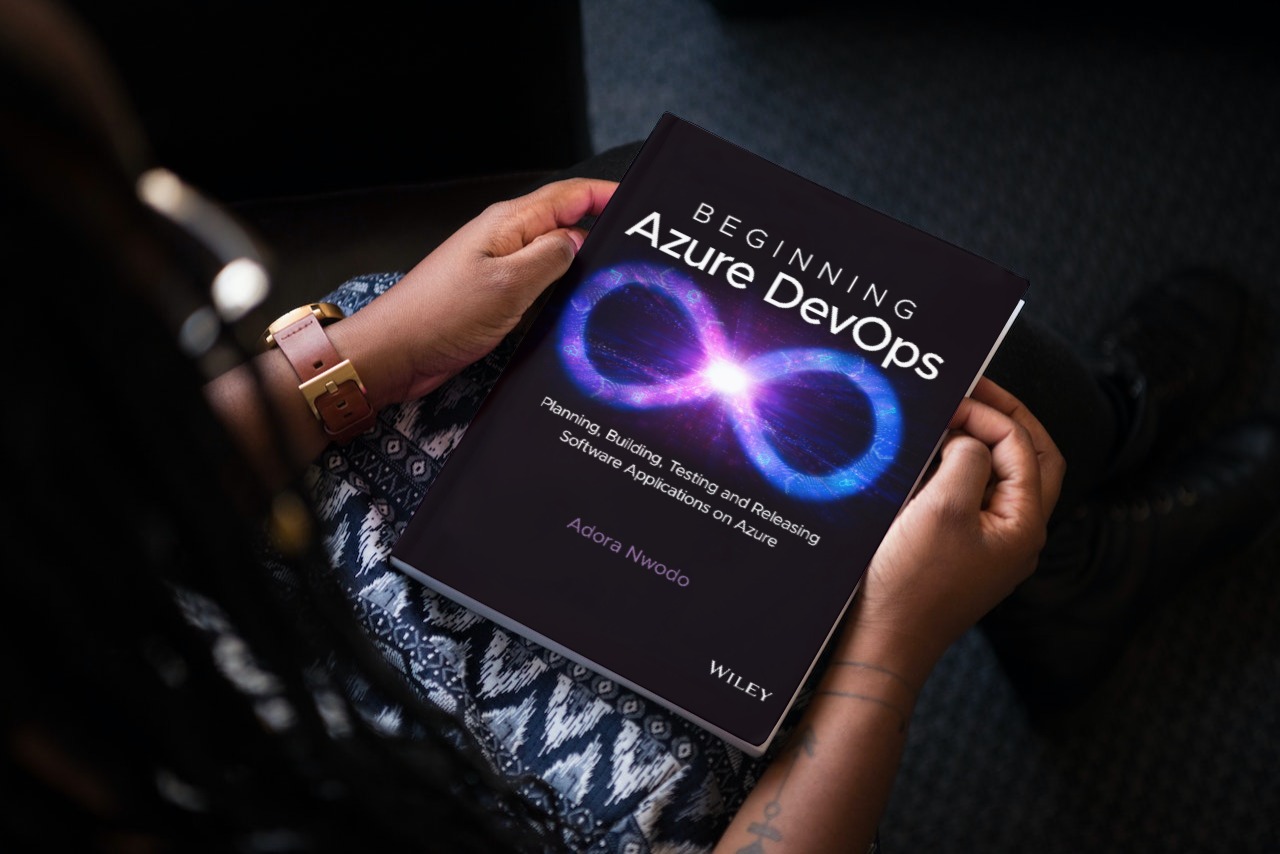 BEGINNING
Azure DevOps
Planning, Building, Testing and Releasing
Software Applications on Azure
Adora Nwodo
WILEY